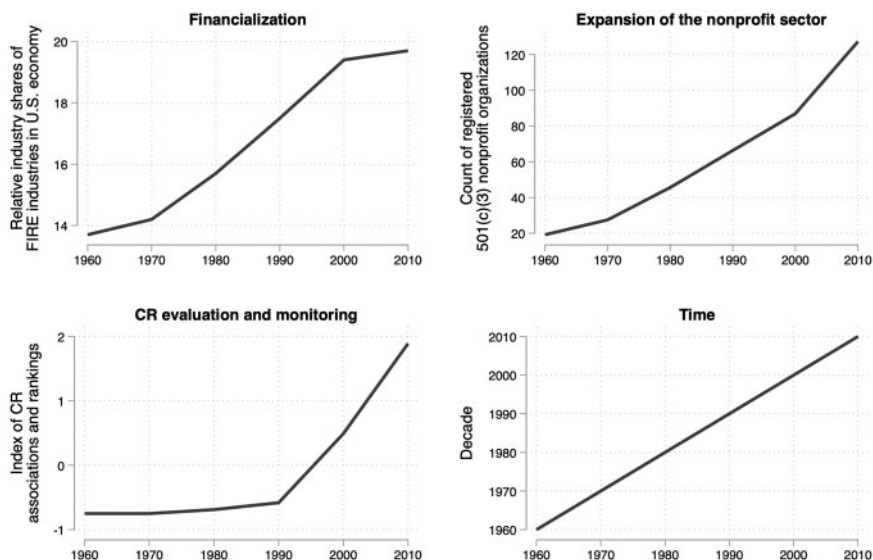 Financialization
Relative industry shares of
FIRE industries in U.S. economy
20
18
16
14
1960 1970 1980 1990 2000 2010
Expansion of the nonprofit sector
Count of registered
501(c)(3) nonprofit organizations
120
100
80
60
40
20
1960 1970 1980 1990 2000 2010
CR evaluation and monitoring
Index of CR
associations and rankings
2
1
0
-1
1960 1970 1980 1990 2000 2010
Time
Decade
2010
2000
1990
1980
1970
1960
1960 1970 1980 1990 2000 2010